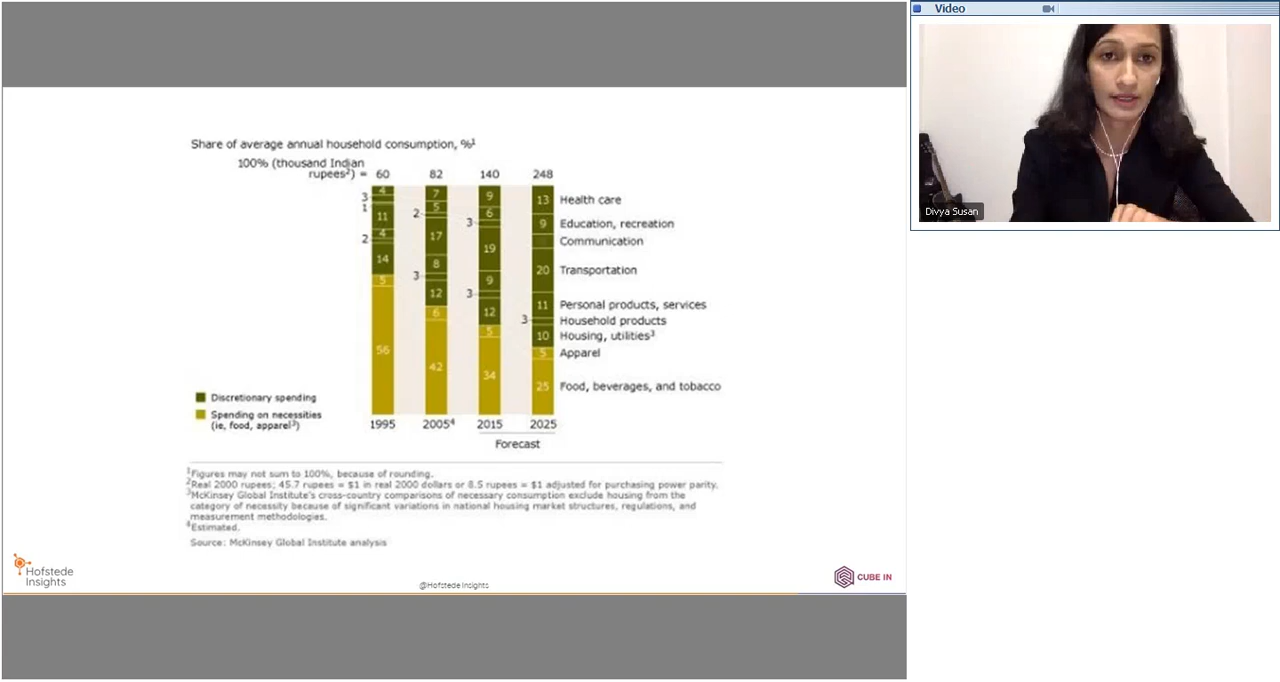 Video
Divya Susan
Share of average annual household consumption, %1
100% (thousand Indian
rupees2) = 60 82 140 248
4 7 9 13 Health care
3 5 6 9 Education, recreation
1 2 3 Communication
11 17 19 20 Transportation
4 8 9 11 Personal products, services
2 3 3 3 Household products
14 12 12 10 Housing, utilities3
5 6 5 5 Apparel
56 42 34 25 Food, beverages, and tobacco
Discretionary spending
Spending on necessities
(ie, food, apparel3)
1995 20054 2015 2025
Forecast
1Figures may not sum to 100%, because of rounding.
2Real 2000 rupees; 45.7 rupees = $1 in real 2000 dollars or 8.5 rupees = $1 adjusted for purchasing power parity.
3McKinsey Global Institute's cross-country comparisons of necessary consumption exclude housing from the
category of necessity because of significant variations in national housing market structures, regulations, and
measurement methodologies.
4Estimated.
Source: McKinsey Global Institute analysis
Hofstede
Insights
@Hofstede Insights
CUBE IN